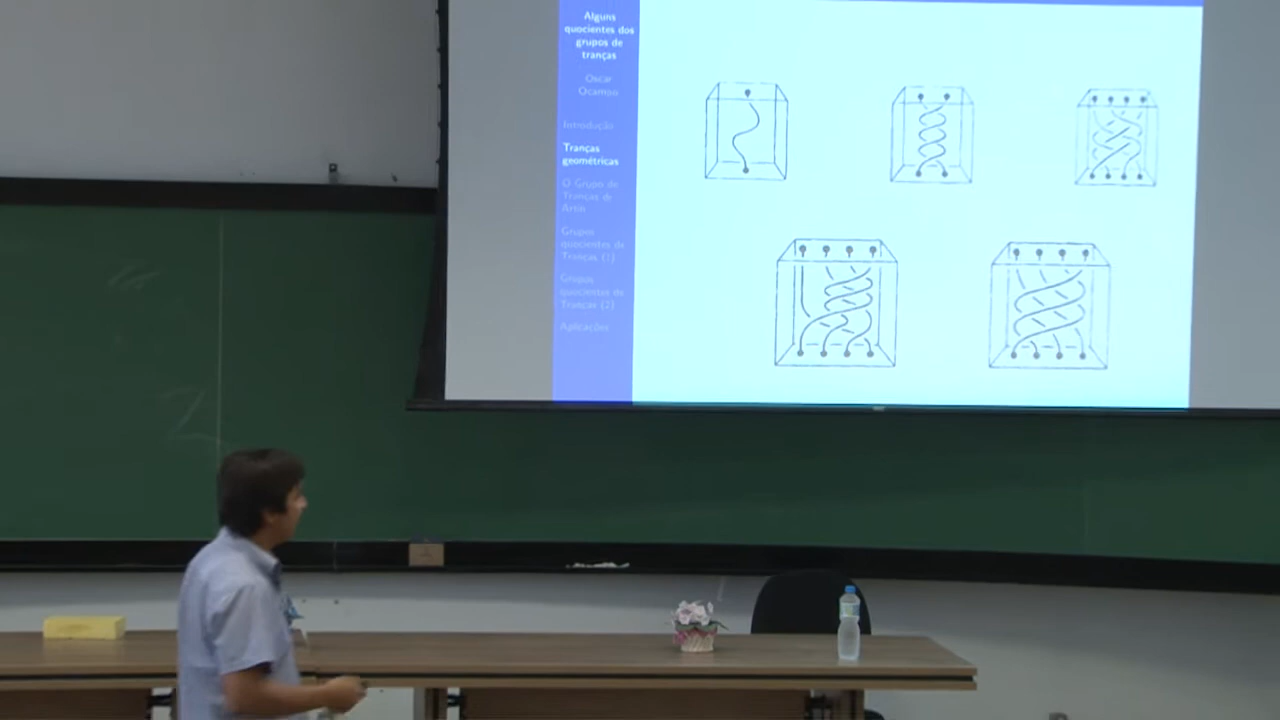 Alguns
quocientes dos
grupos de
tranças
Oscar
Ocampo
Introdução
Tranças
geométricas
O Grupo de
Tranças de
Artin
Grupos
quocientes de
Tranças (1)
Grupos
quocientes de
Tranças (2)
Aplicações